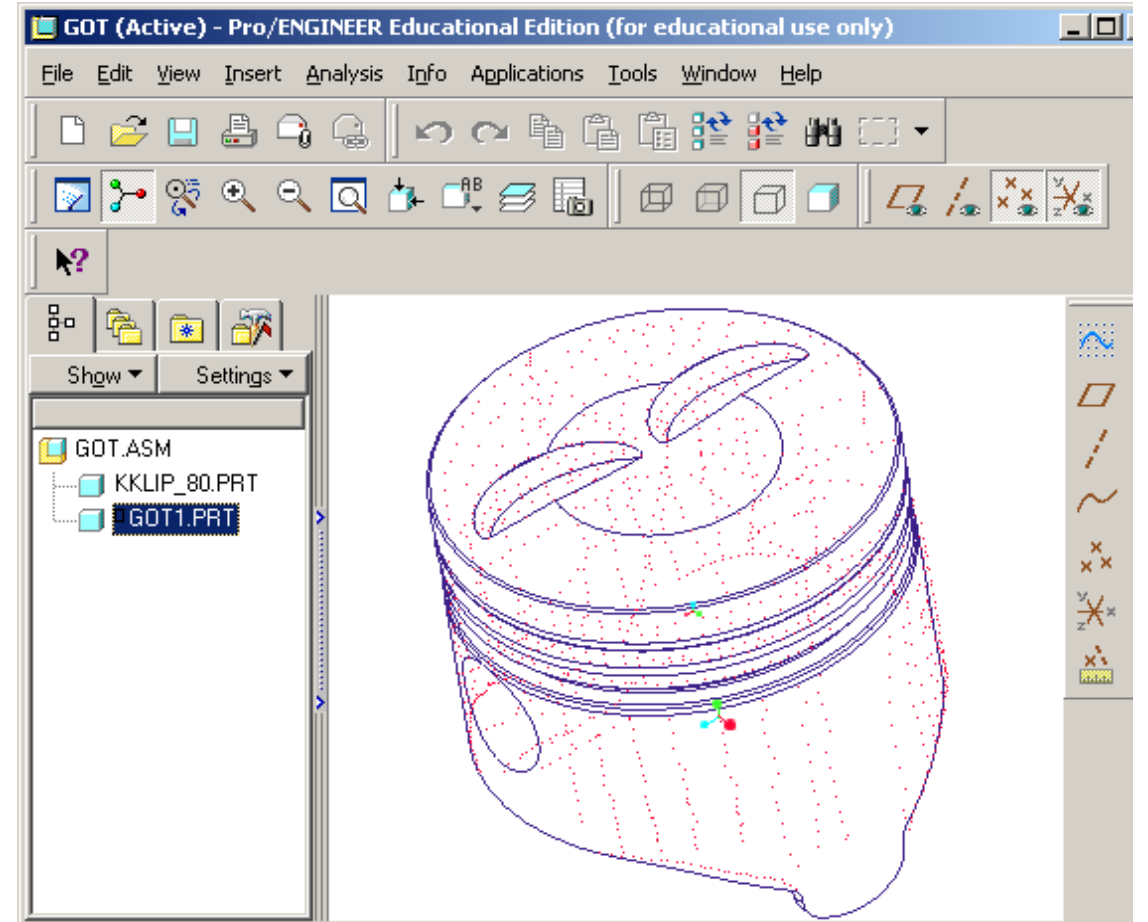 GOT (Active) - Pro/ENGINEER Educational Edition (for educational use only)
File Edit View Insert Analysis Info Applications Tools Window Help
AB
?
Show Settings
GOT.ASM
KKLIP_80.PRT
GOT1.PRT